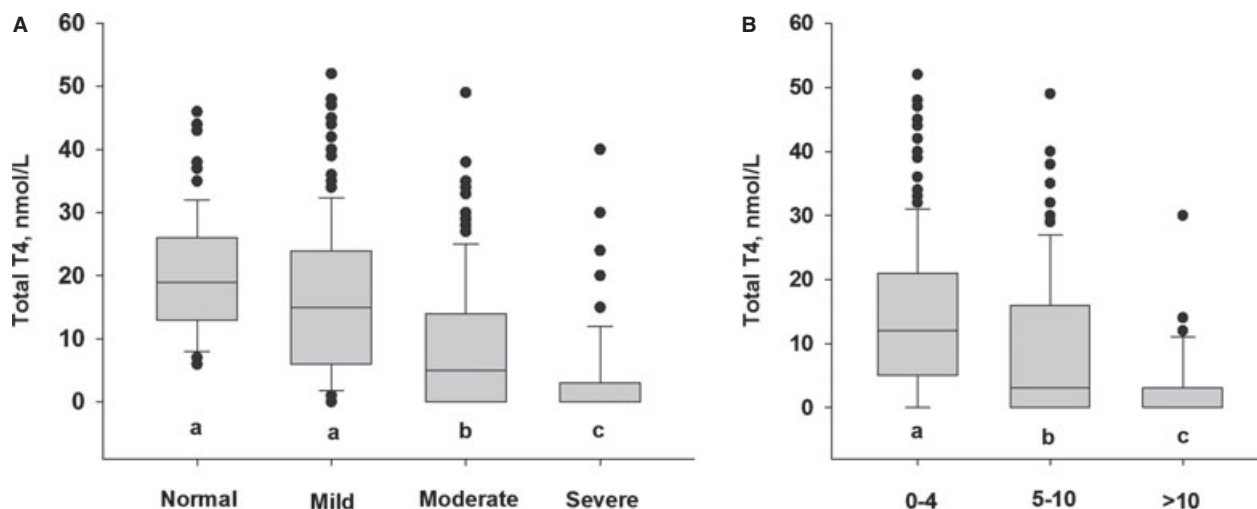 A
Total T4, nmol/L
60
50
40
30
20
10
0
a
a
b
c
Normal
Mild
Moderate
Severe
B
Total T4, nmol/L
60
50
40
30
20
10
0
a
b
c
0-4
5-10
>10